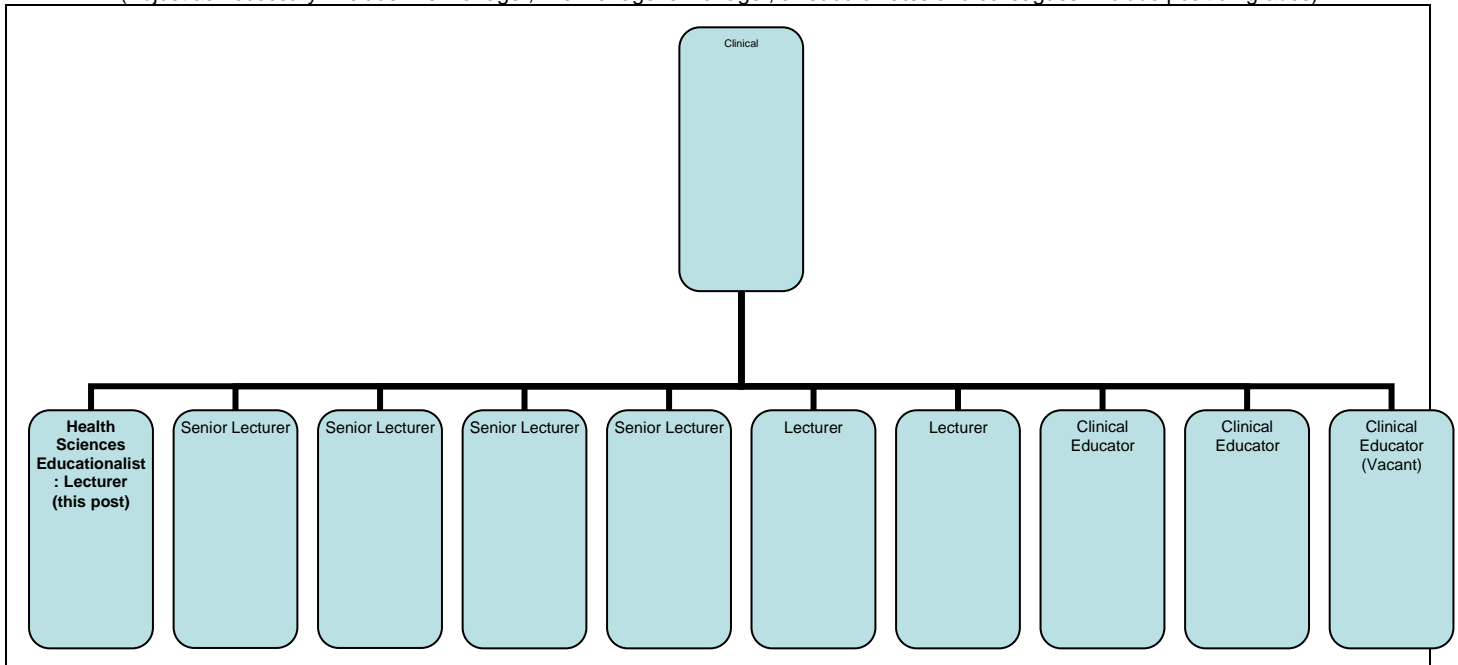 Clinical
Health
Sciences
Educationalist
: Lecturer
(this post)
Senior Lecturer
Senior Lecturer
Senior Lecturer
Senior Lecturer
Lecturer
Lecturer
Clinical
Educator
Clinical
Educator
Clinical
Educator
(Vacant)